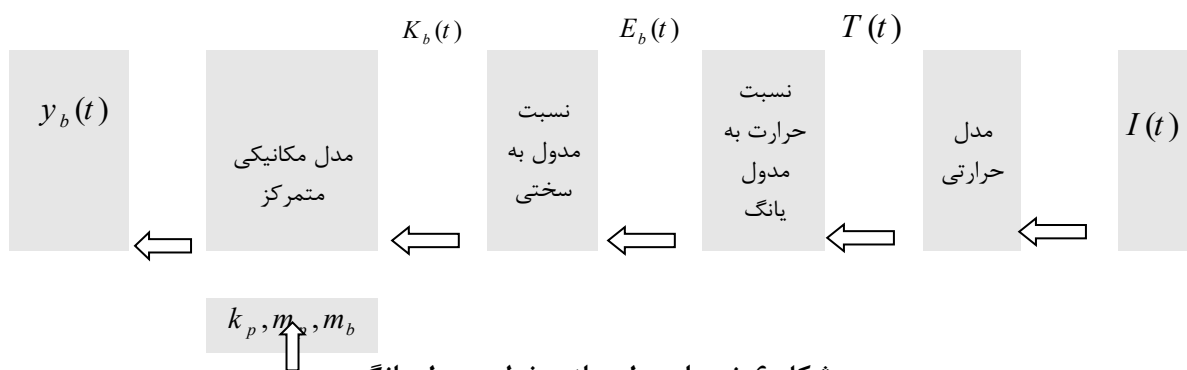 K_b(t)
E_b(t)
T(t)
I(t)
مدل
حرارتی
نسبت
حرارت به
مدول
یانگ
نسبت
مدول به
سختی
مدل مکانیکی
متمرکز
y_b(t)
k_p, m_p, m_b